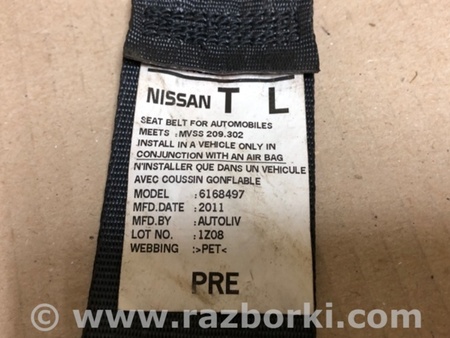 NISSAN T L
SEAT BELT FOR AUTOMOBILES
MEETS :MVSS 209.302
INSTALL IN A VEHICLE ONLY IN
CONJUNCTION WITH AN AIR BAG
N'INSTALLER QUE DANS UN VEHICULE
AVEC COUSSIN GONFLABLE
MODEL :6168497
MFD.DATE :2011
MFD.BY :AUTOLIV
LOT NO. :1Z08
WEBBING :>PET<
PRE
© www.razborki.com